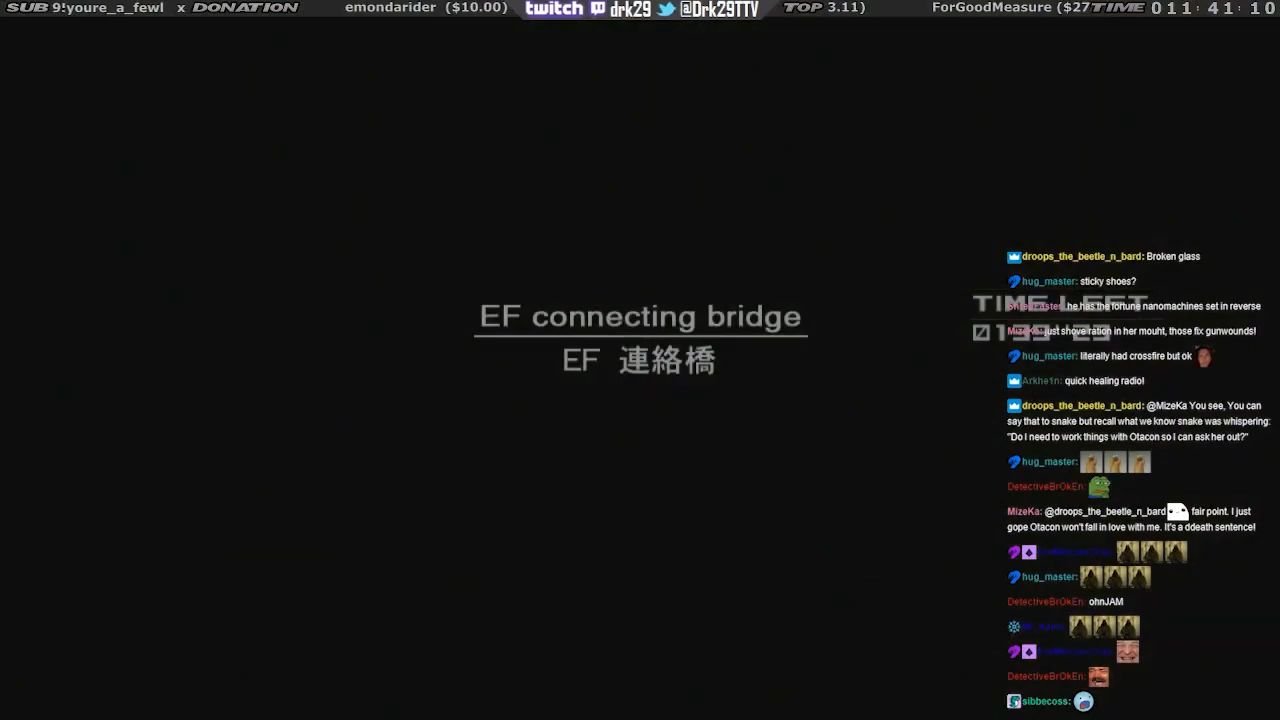 SUB 9!youre_a_fewl x DONATION emondarider ($10.00) twitch drk29 @Drk29TTV TOP 3.11) ForGoodMeasure ($27 TIME 011:41:10
EF connecting bridge
EF 連絡橋
TIME LEFT
droops_the_beetle_n_bard: Broken glass
hug_master: sticky shoes?
he has the fortune nanomachines set in reverse
MizeKa: just shove ration in her mouht, those fix gunwounds!
hug_master: literally had crossfire but ok
Arkhe1n: quick healing radio!
droops_the_beetle_n_bard: @MizeKa You see, You can
say that to snake but recall what we know snake was whispering:
"Do I need to work things with Otacon so I can ask her out?"
hug_master:
DetectiveBrOkEn:
MizeKa: @droops_the_beetle_n_bard fair point. I just
gope Otacon won't fall in love with me. It's a ddeath sentence!
hug_master:
DetectiveBrOkEn: ohnJAM
DetectiveBrOkEn:
sibbecoss: